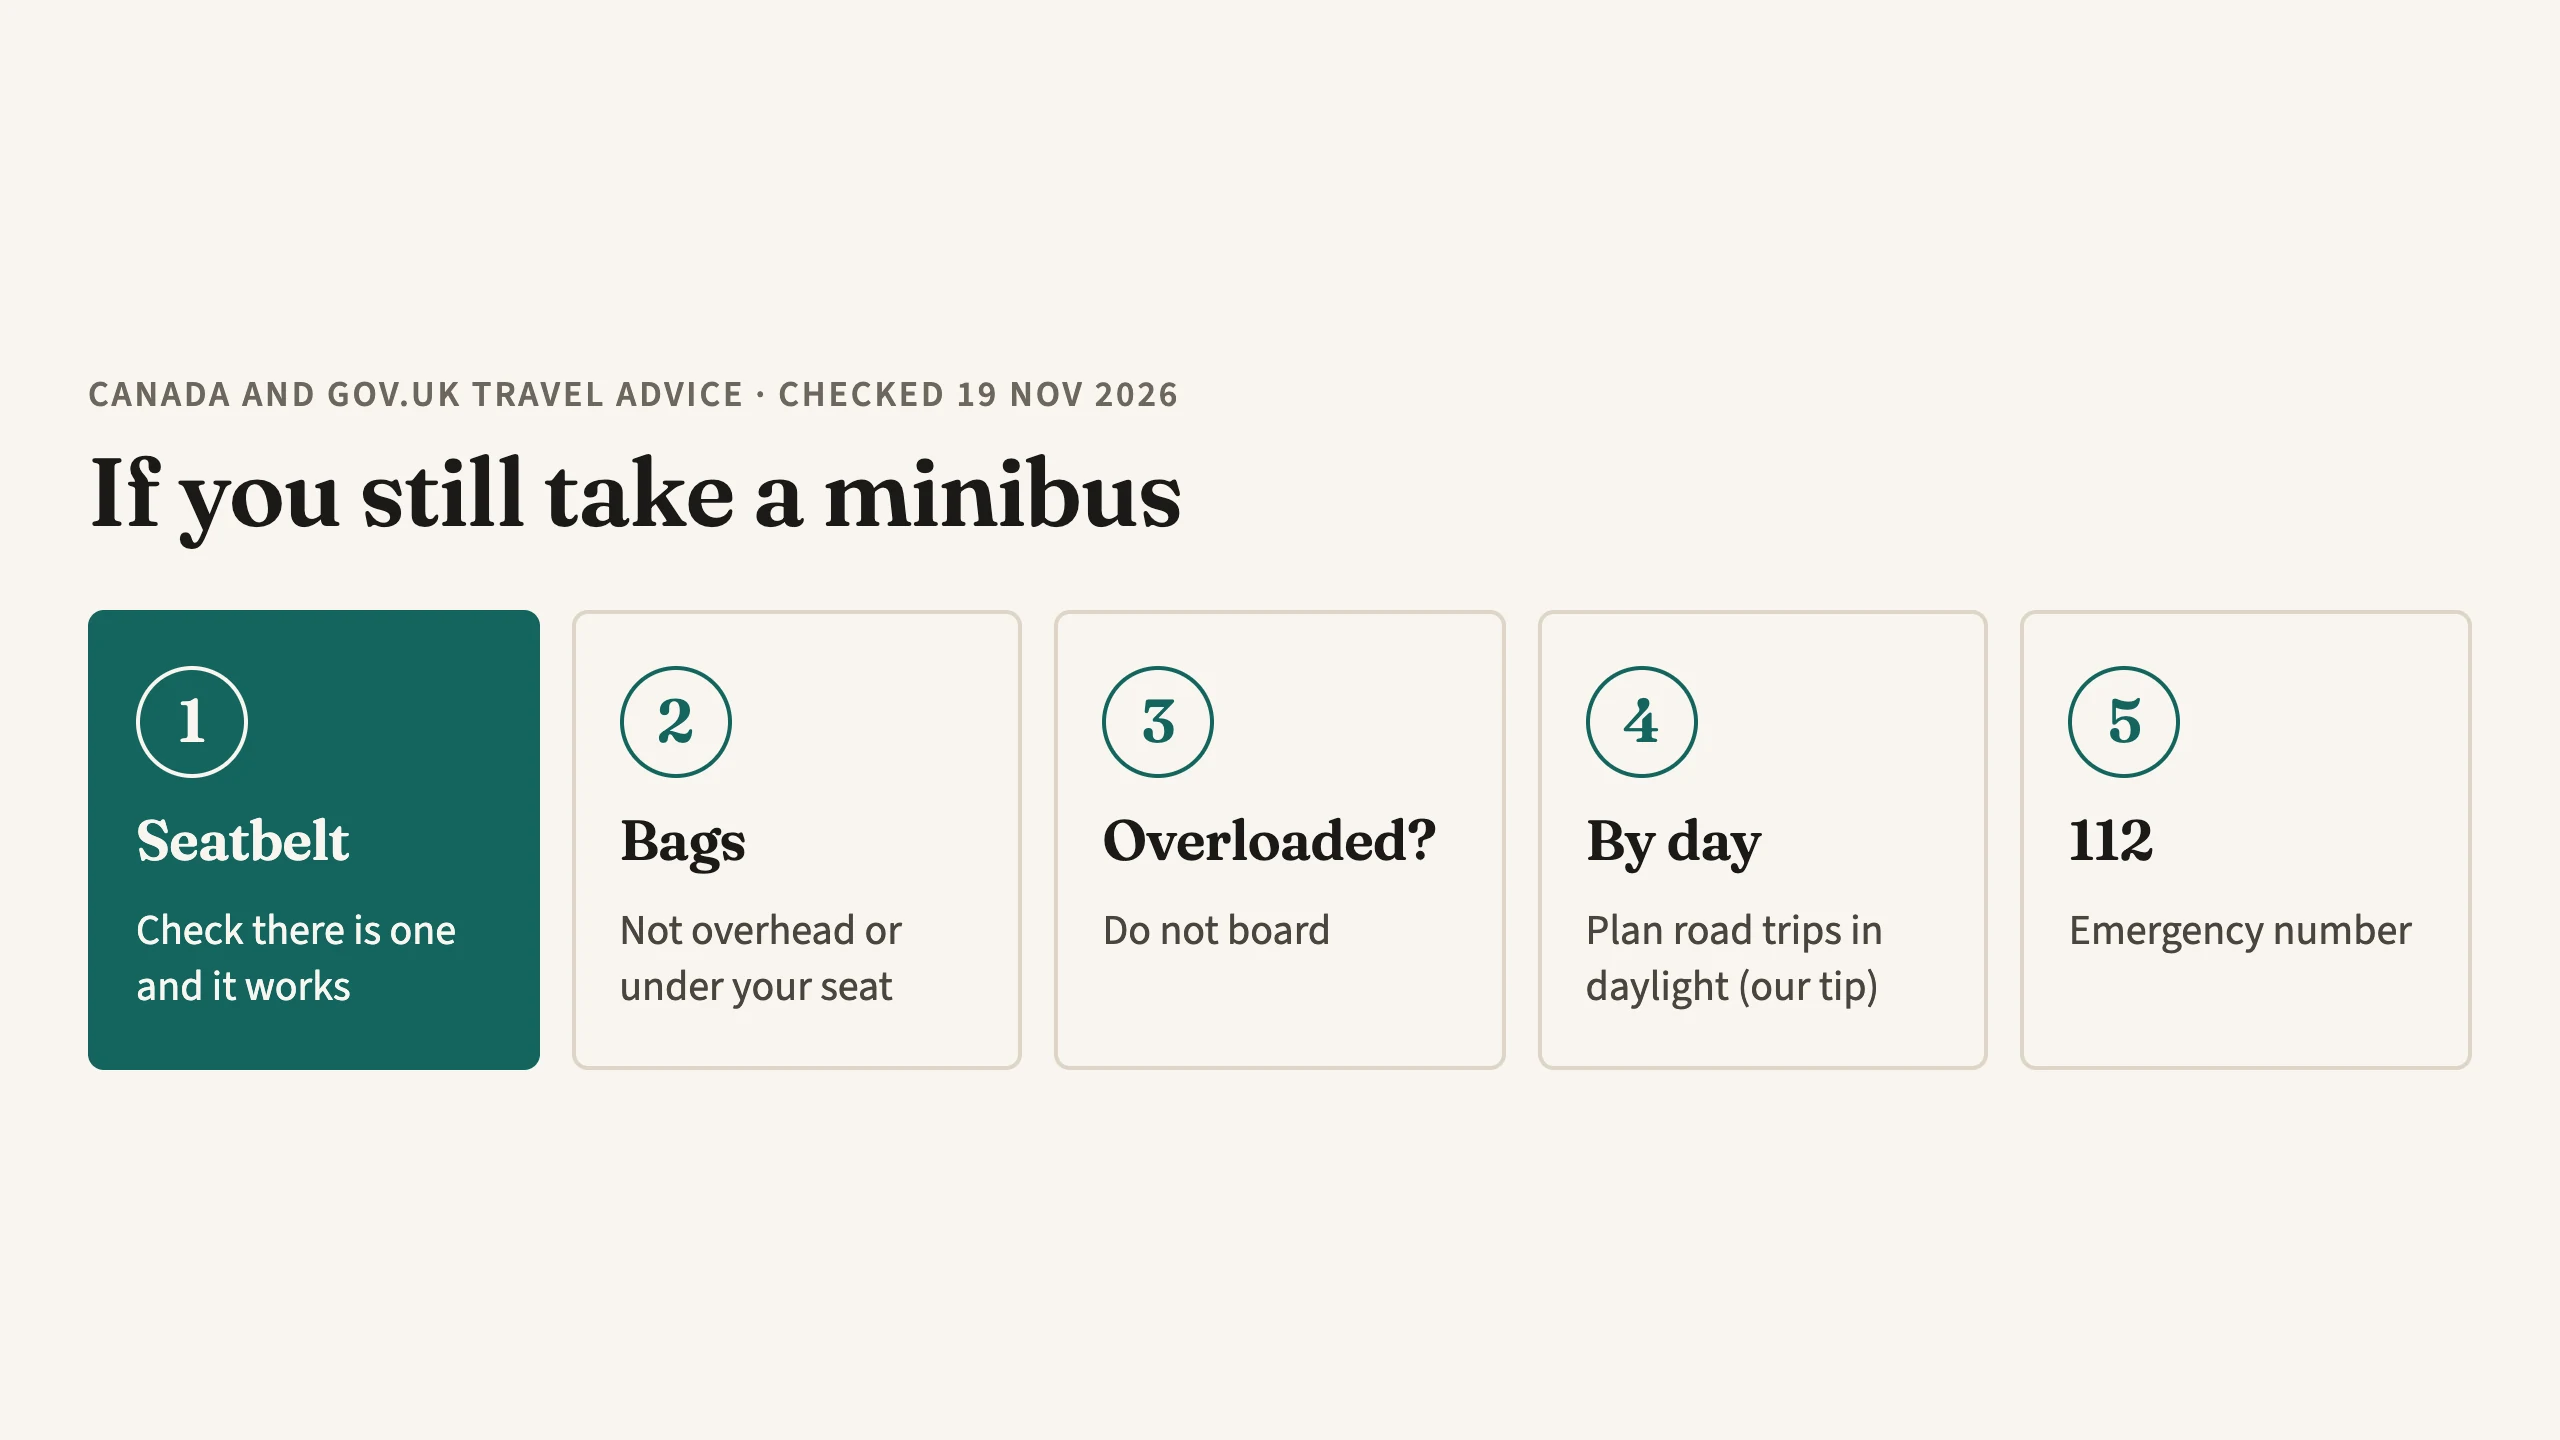 CANADA AND GOV.UK TRAVEL ADVICE · CHECKED 19 NOV 2026
If you still take a minibus
1
Seatbelt
Check there is one
and it works
2
Bags
Not overhead or
under your seat
3
Overloaded?
Do not board
4
By day
Plan road trips in
daylight (our tip)
5
112
Emergency number